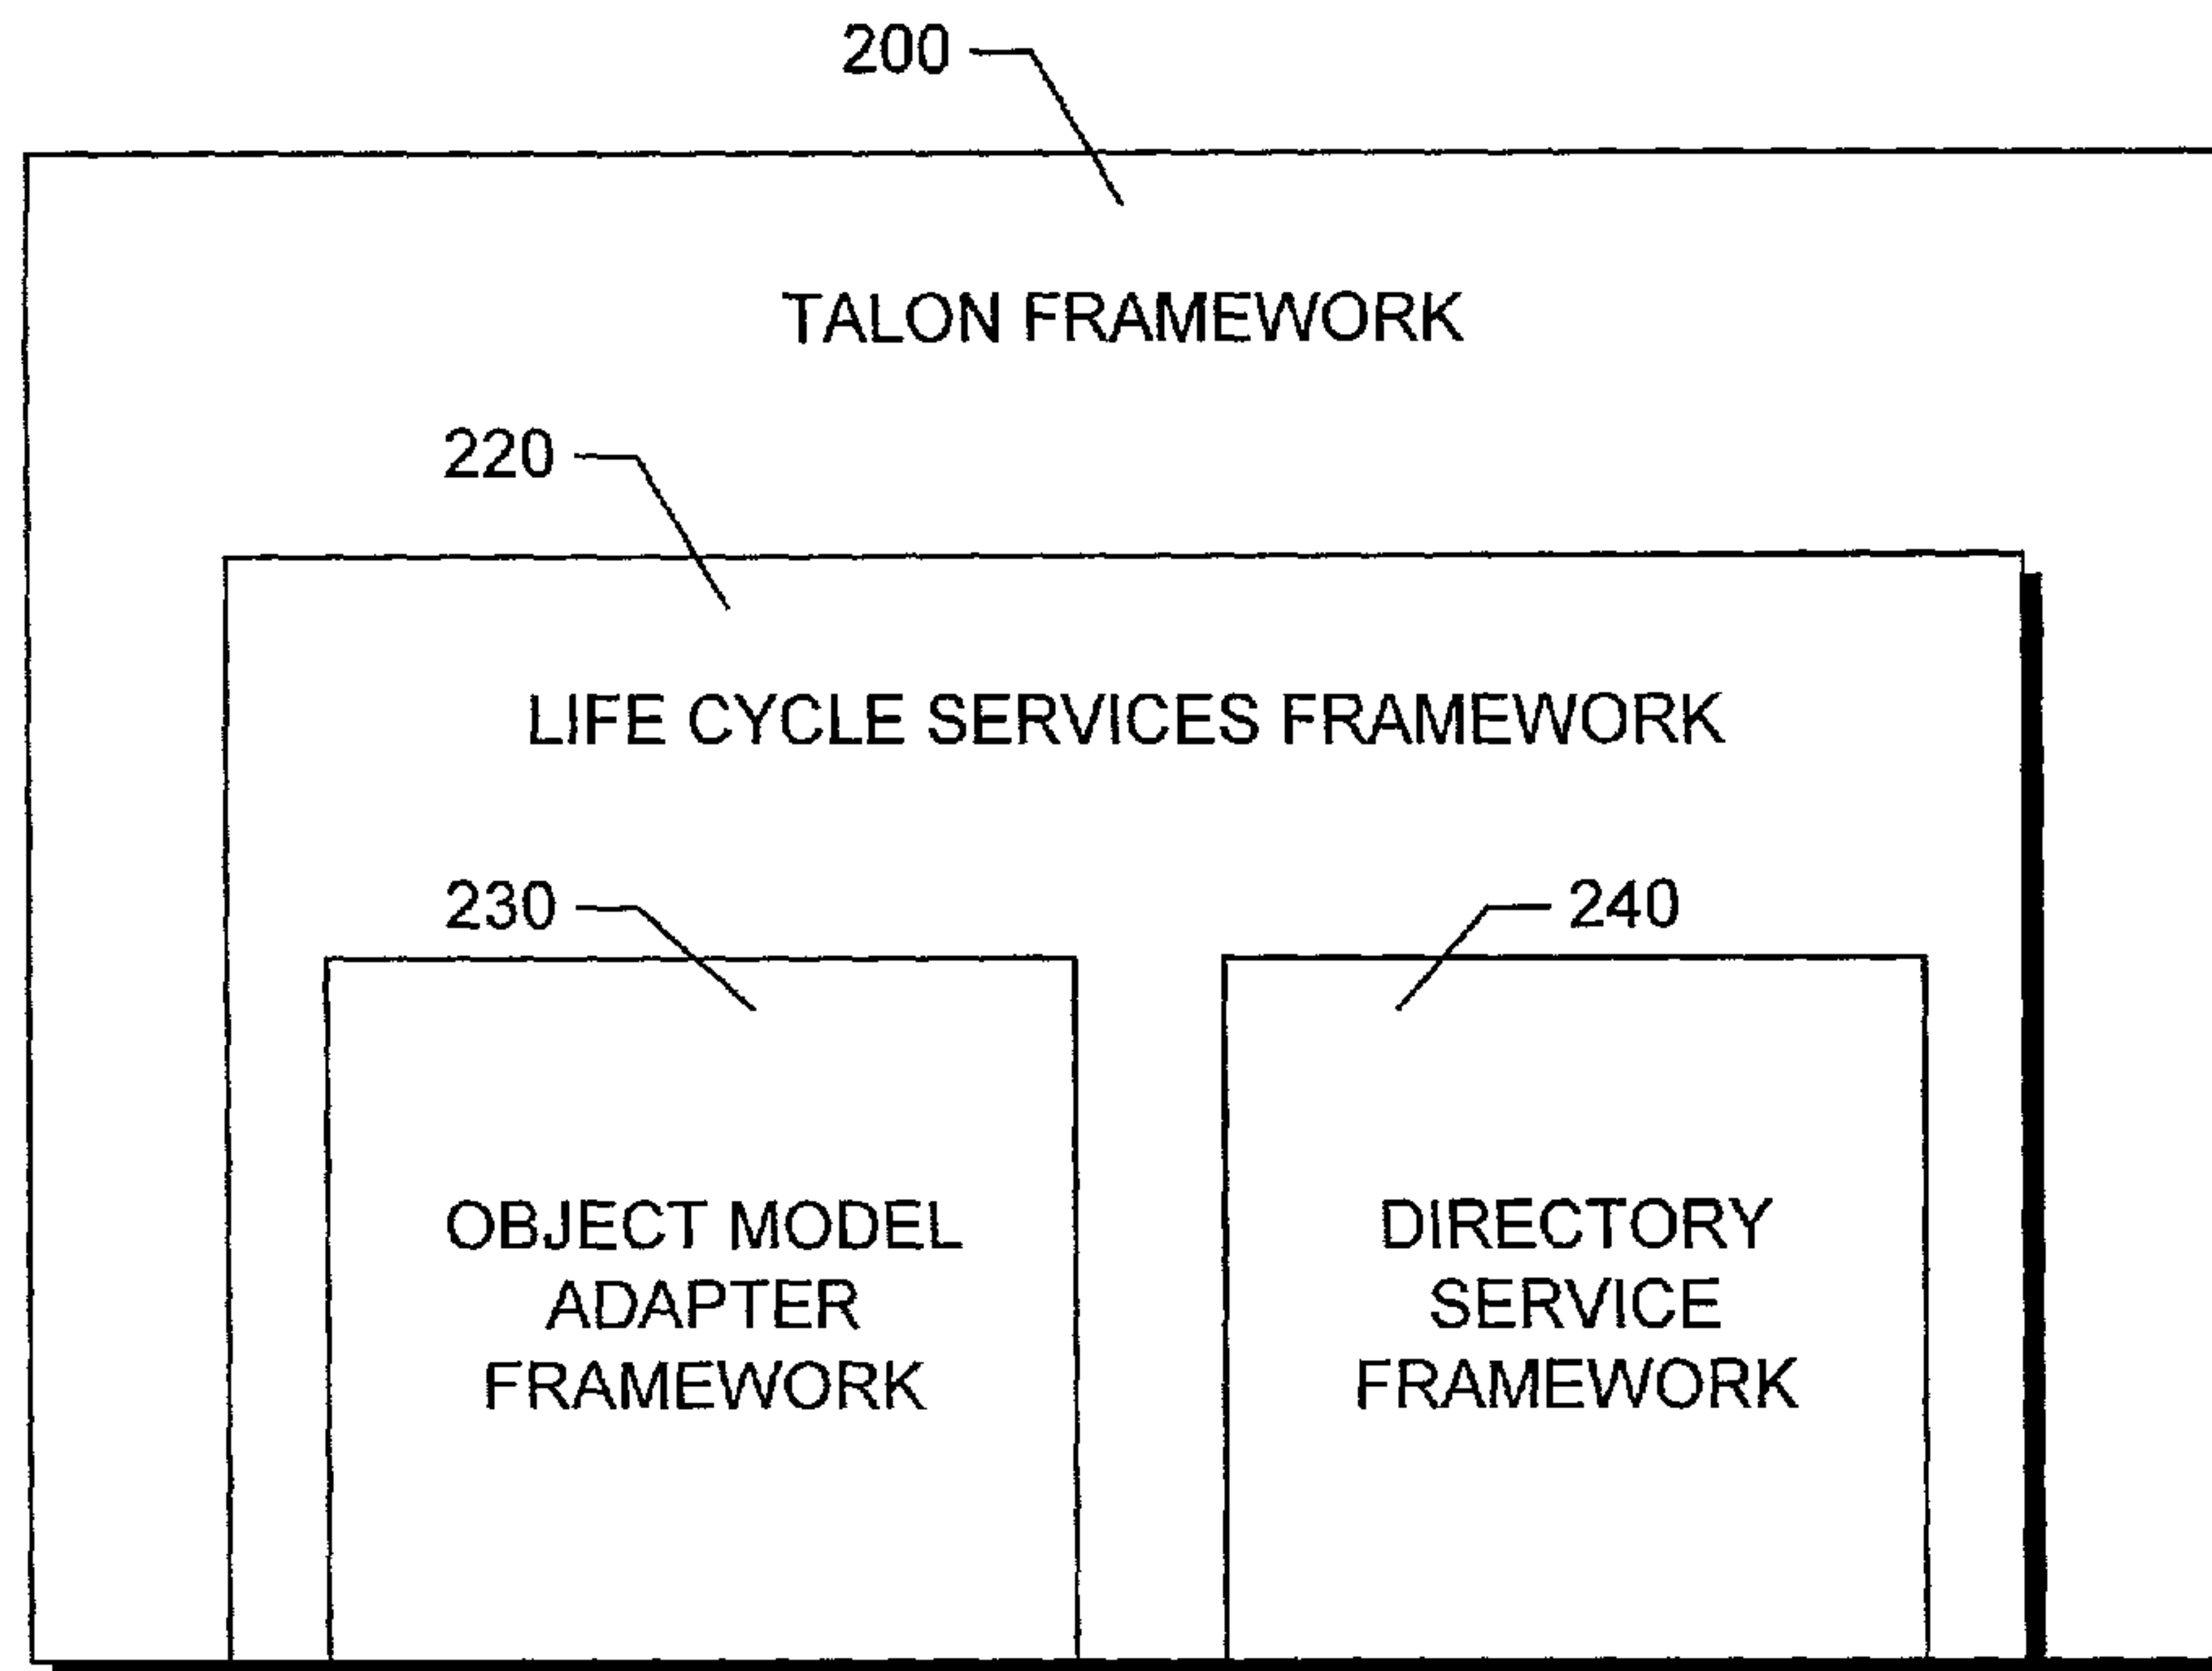 200
TALON FRAMEWORK
220
LIFE CYCLE SERVICES FRAMEWORK
230
240
OBJECT MODEL
ADAPTER
FRAMEWORK
DIRECTORY
SERVICE
FRAMEWORK